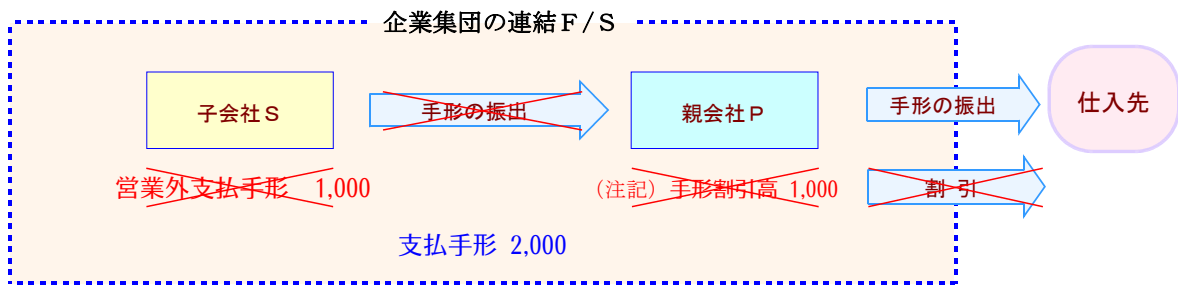 企業集団の連結F/S
子会社S
手形の振出
親会社P
手形の振出
仕入先
営業外支払手形 1,000
(注記)手形割引高 1,000
割 引
支払手形 2,000